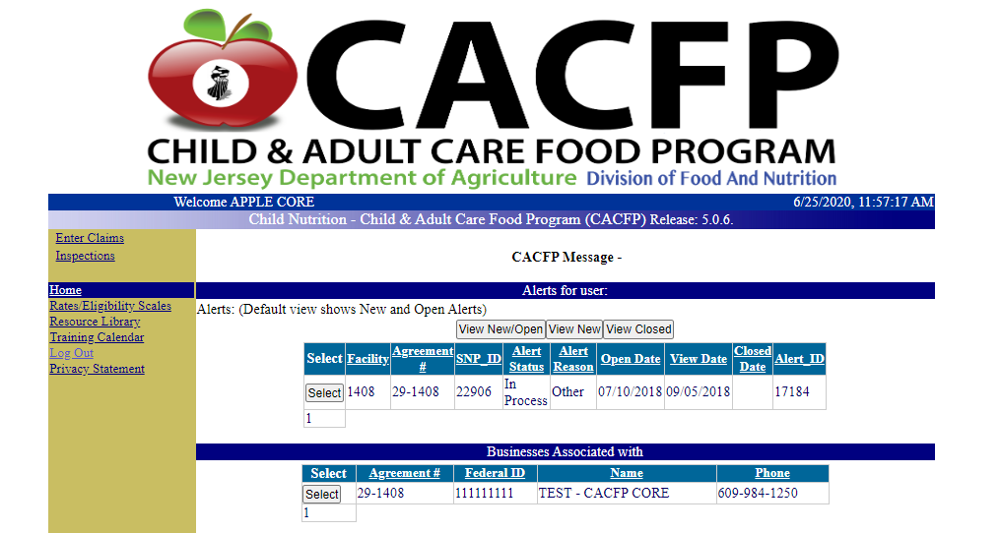 CACFP
CHILD & ADULT CARE FOOD PROGRAM
New Jersey Department of Agriculture Division of Food And Nutrition
Welcome APPLE CORE 6/25/2020, 11:57:17 AM
Child Nutrition - Child & Adult Care Food Program (CACFP) Release: 5.0.6.
Enter Claims
Inspections
Home
Rates/Eligibility Scales
Resource Library
Training Calendar
Log Out
Privacy Statement
CACFP Message -
Alerts for user:
Alerts: (Default view shows New and Open Alerts)
View New/Open View New View Closed
Select Facility Agreement # SNP_ID Alert Status Alert Reason Open Date View Date Closed Date Alert_ID
Select 1408 29-1408 22906 In Process Other 07/10/2018 09/05/2018 17184
1
Businesses Associated with
Select Agreement # Federal ID Name Phone
Select 29-1408 111111111 TEST - CACFP CORE 609-984-1250
1